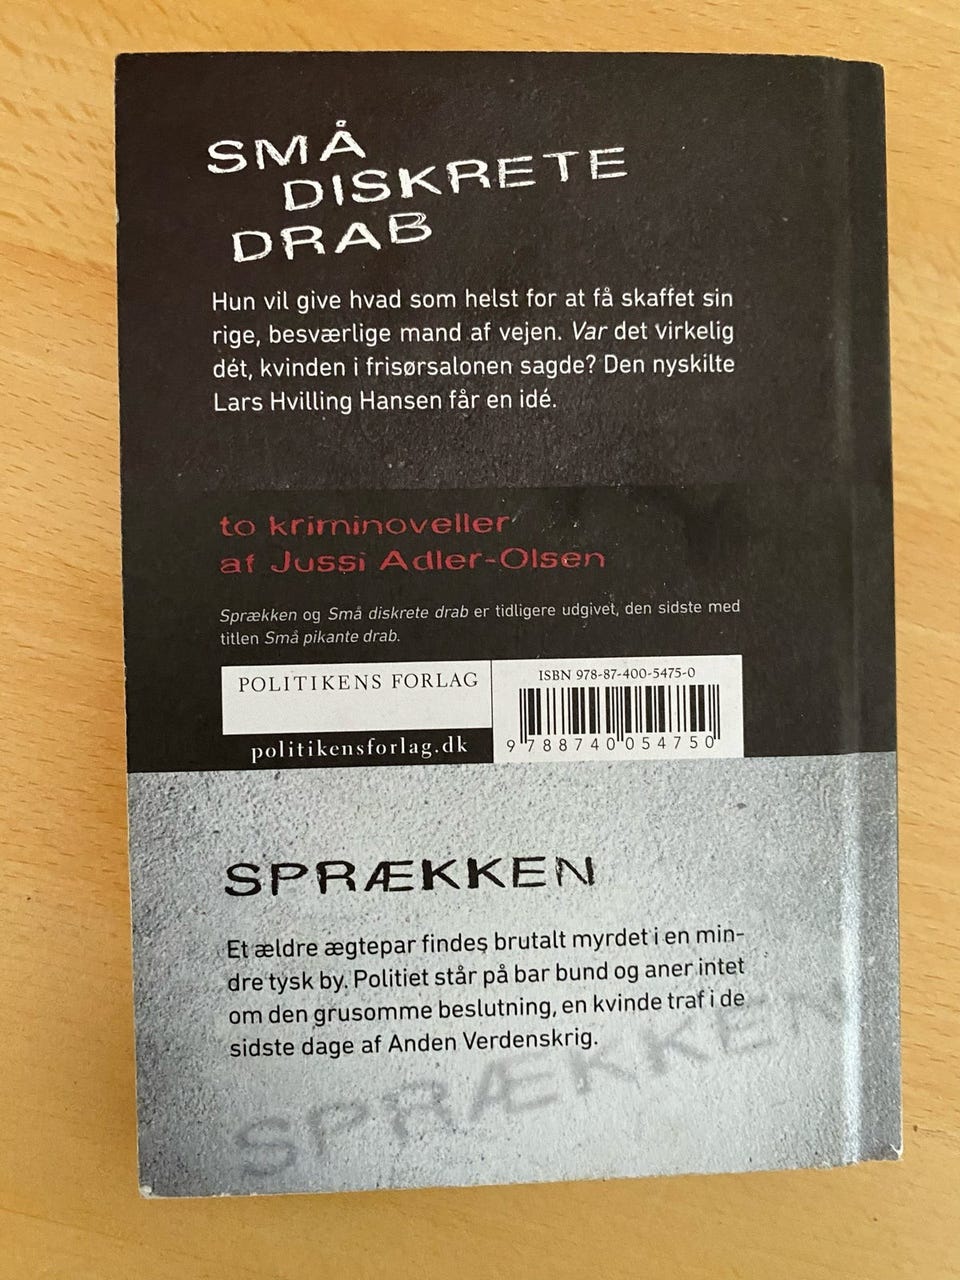 SMÅ
DISKRETE
DRAB
Hun vil give hvad som helst for at få skaffet sin
rige, besværlige mand af vejen. Var det virkelig
dét, kvinden i frisørsalonen sagde? Den nyskilte
Lars Hvilling Hansen får en idé.
to kriminoveller
af Jussi Adler-Olsen
Sprækken og Små diskrete drab er tidligere udgivet, den sidste med
titlen Små pikante drab.
POLITIKENS FORLAG
politikensforlag.dk
ISBN 978-87-400-5475-0
9 788740 054750
SPRÆKKEN
Et ældre ægtepar findes brutalt myrdet i en min-
dre tysk by. Politiet står på bar bund og aner intet
om den grusomme beslutning, en kvinde traf i de
sidste dage af Anden Verdenskrig.
SPRÆKKEN